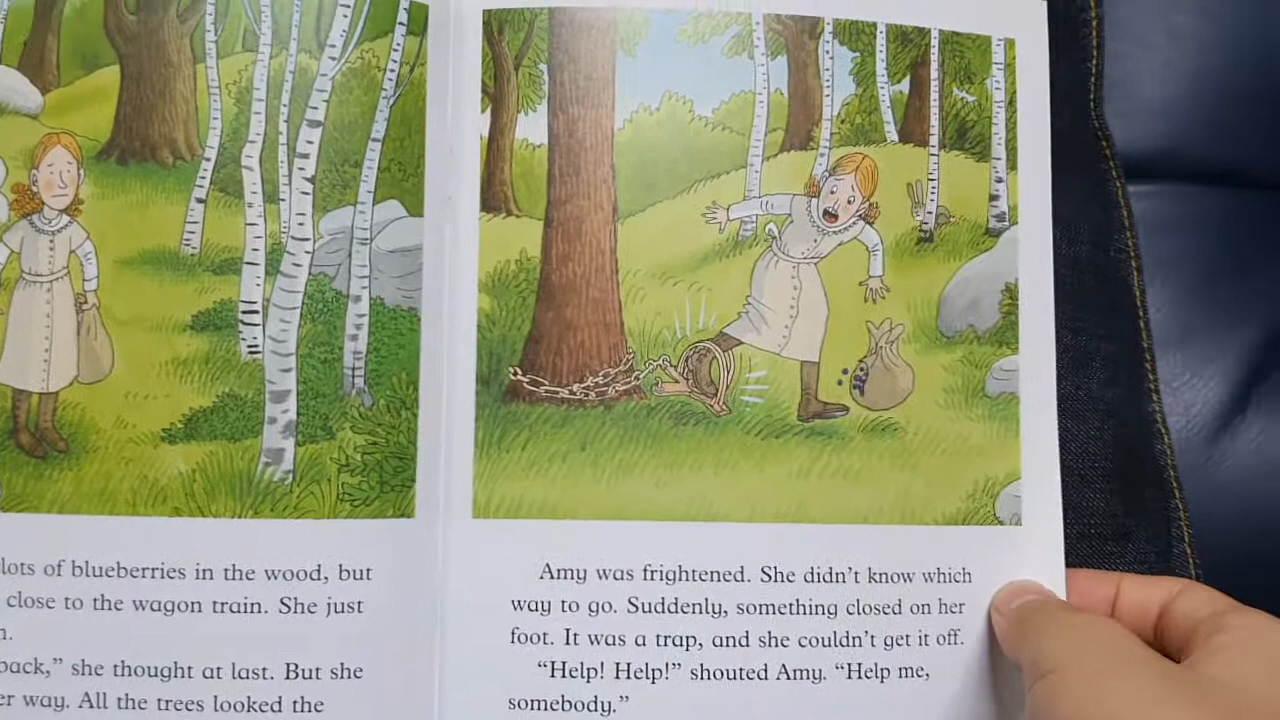 lots of blueberries in the wood, but
close to the wagon train. She just
back,” she thought at last. But she
way. All the trees looked the
Amy was frightened. She didn’t know which
way to go. Suddenly, something closed on her
foot. It was a trap, and she couldn’t get it off.
“Help! Help!” shouted Amy. “Help me,
somebody.”